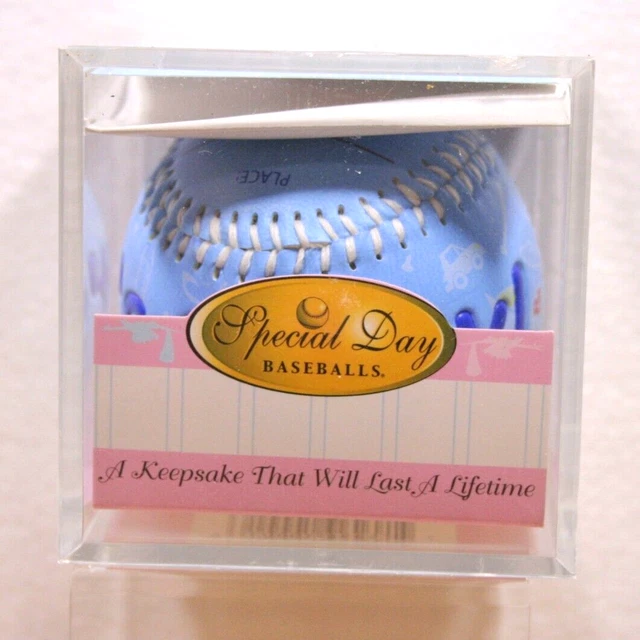 PLACE:
Special Day
BASEBALLS®
A Keepsake That Will Last A Lifetime